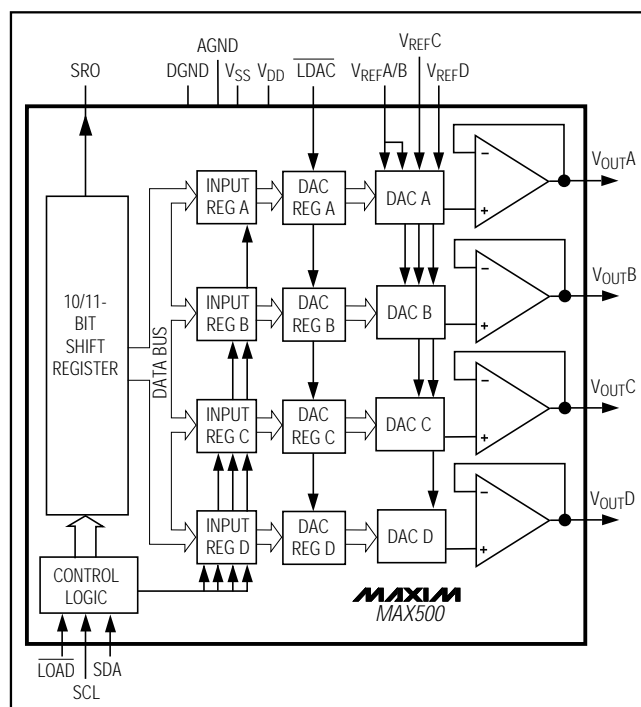 AGND
VREFC
SRO
DGND
VSS
VDD
LDAC
VREFA/B
VREFD
INPUT
REG A
DAC
REG A
DAC A
-
+
VOUTA
10/11-
BIT
SHIFT
REGISTER
DATA BUS
INPUT
REG B
DAC
REG B
DAC B
-
+
VOUTB
INPUT
REG C
DAC
REG C
DAC C
-
+
VOUTC
INPUT
REG D
DAC
REG D
DAC D
-
+
VOUTD
CONTROL
LOGIC
MAXIM
MAX500
LOAD
SCL
SDA